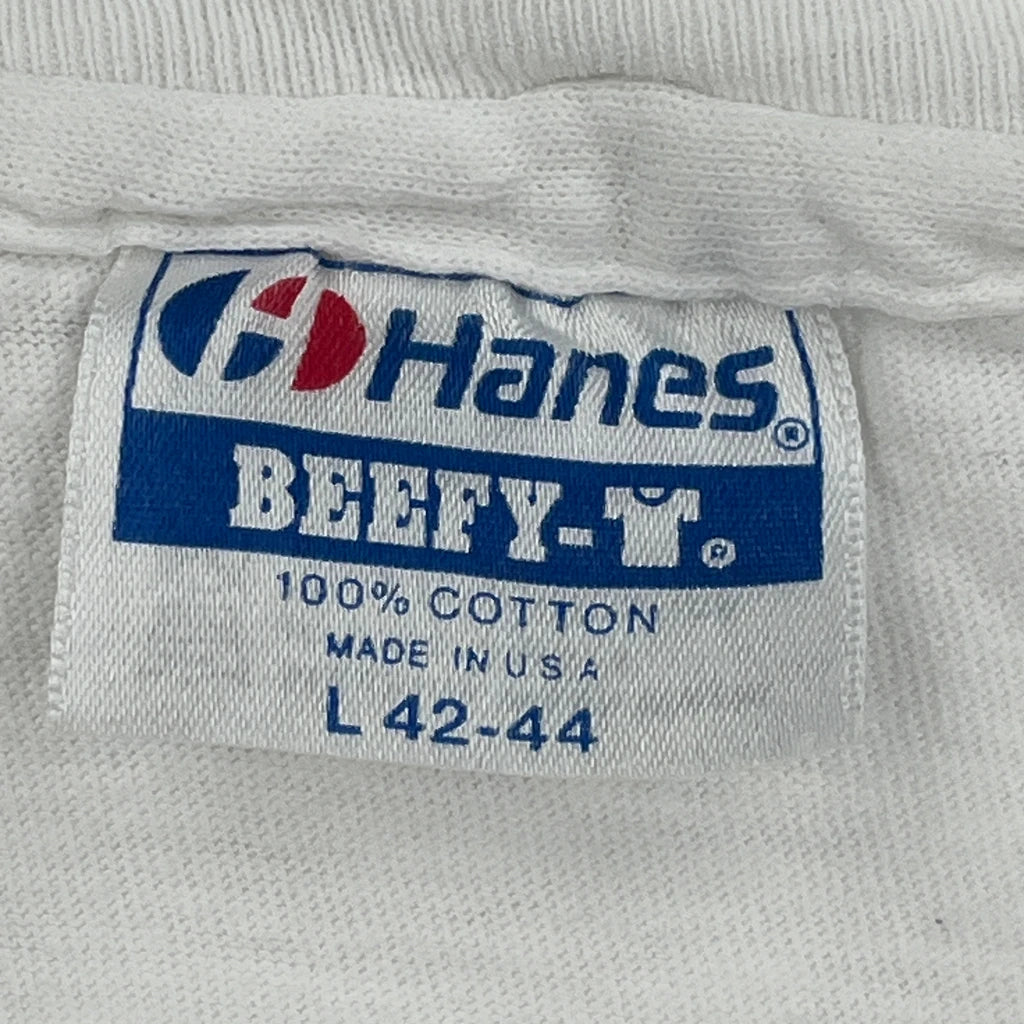 Hanes®
BEEFY-T®
100% COTTON
MADE IN USA
L 42-44